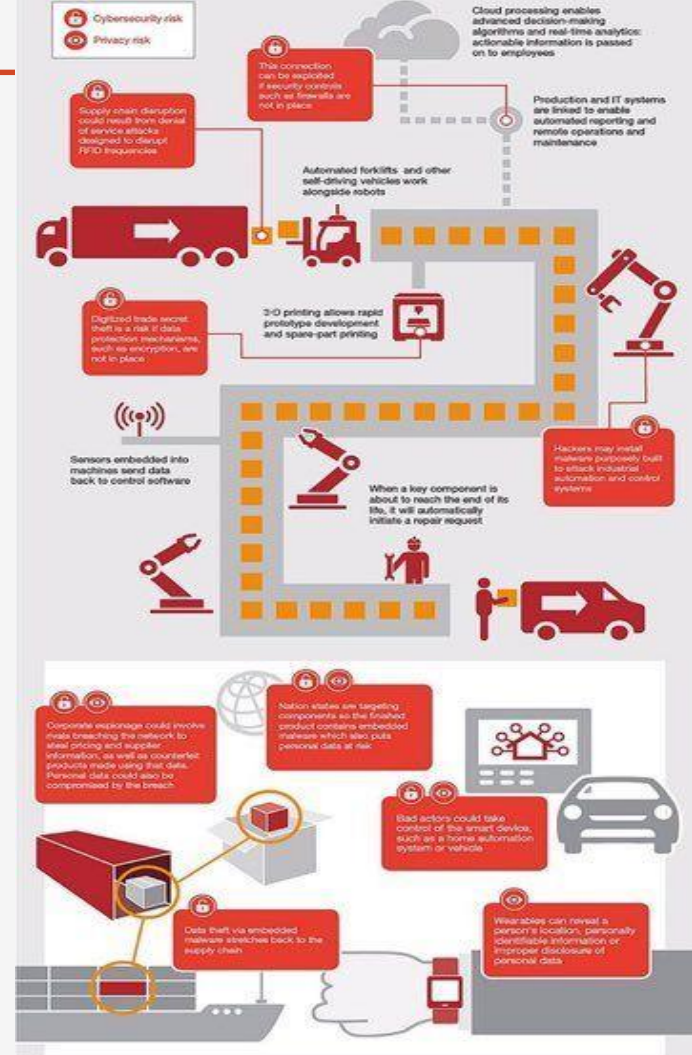 Cybersecurity risk
Privacy risk
Cloud processing enables
advanced decision-making
algorithms and real-time analytics:
actionable information is passed
on to employees
This connection
can be exploited
if security controls
such as firewalls are
not in place
Production and IT systems
are linked to enable
automated reporting and
remote operations and
maintenance
Supply chain disruption
could result from denial
of service attacks
designed to disrupt
RFID frequencies
Automated forklifts and other
self-driving vehicles work
alongside robots
Digitized trade secret
theft is a risk if data
protection mechanisms,
such as encryption, are
not in place
3-D printing allows rapid
prototype development
and spare-part printing
Sensors embedded into
machines send data
back to control software
Hackers may install
malware purposely built
to attack industrial
automation and control
systems
When a key component is
about to reach the end of its
life, it will automatically
initiate a repair request
Corporate espionage could involve
rivals breaching the network to
steal pricing and supplier
information, as well as counterfeit
products made using that data.
Personal data could also be
compromised by the breach
Nation states are targeting
components so the finished
product contains embedded
malware which also puts
personal data at risk
Bad actors could take
control of the smart device,
such as a home automation
system or vehicle
Data theft via embedded
malware stretches back to the
supply chain
Wearables can reveal a
person's location, personally
identifiable information or
improper disclosure of
personal data